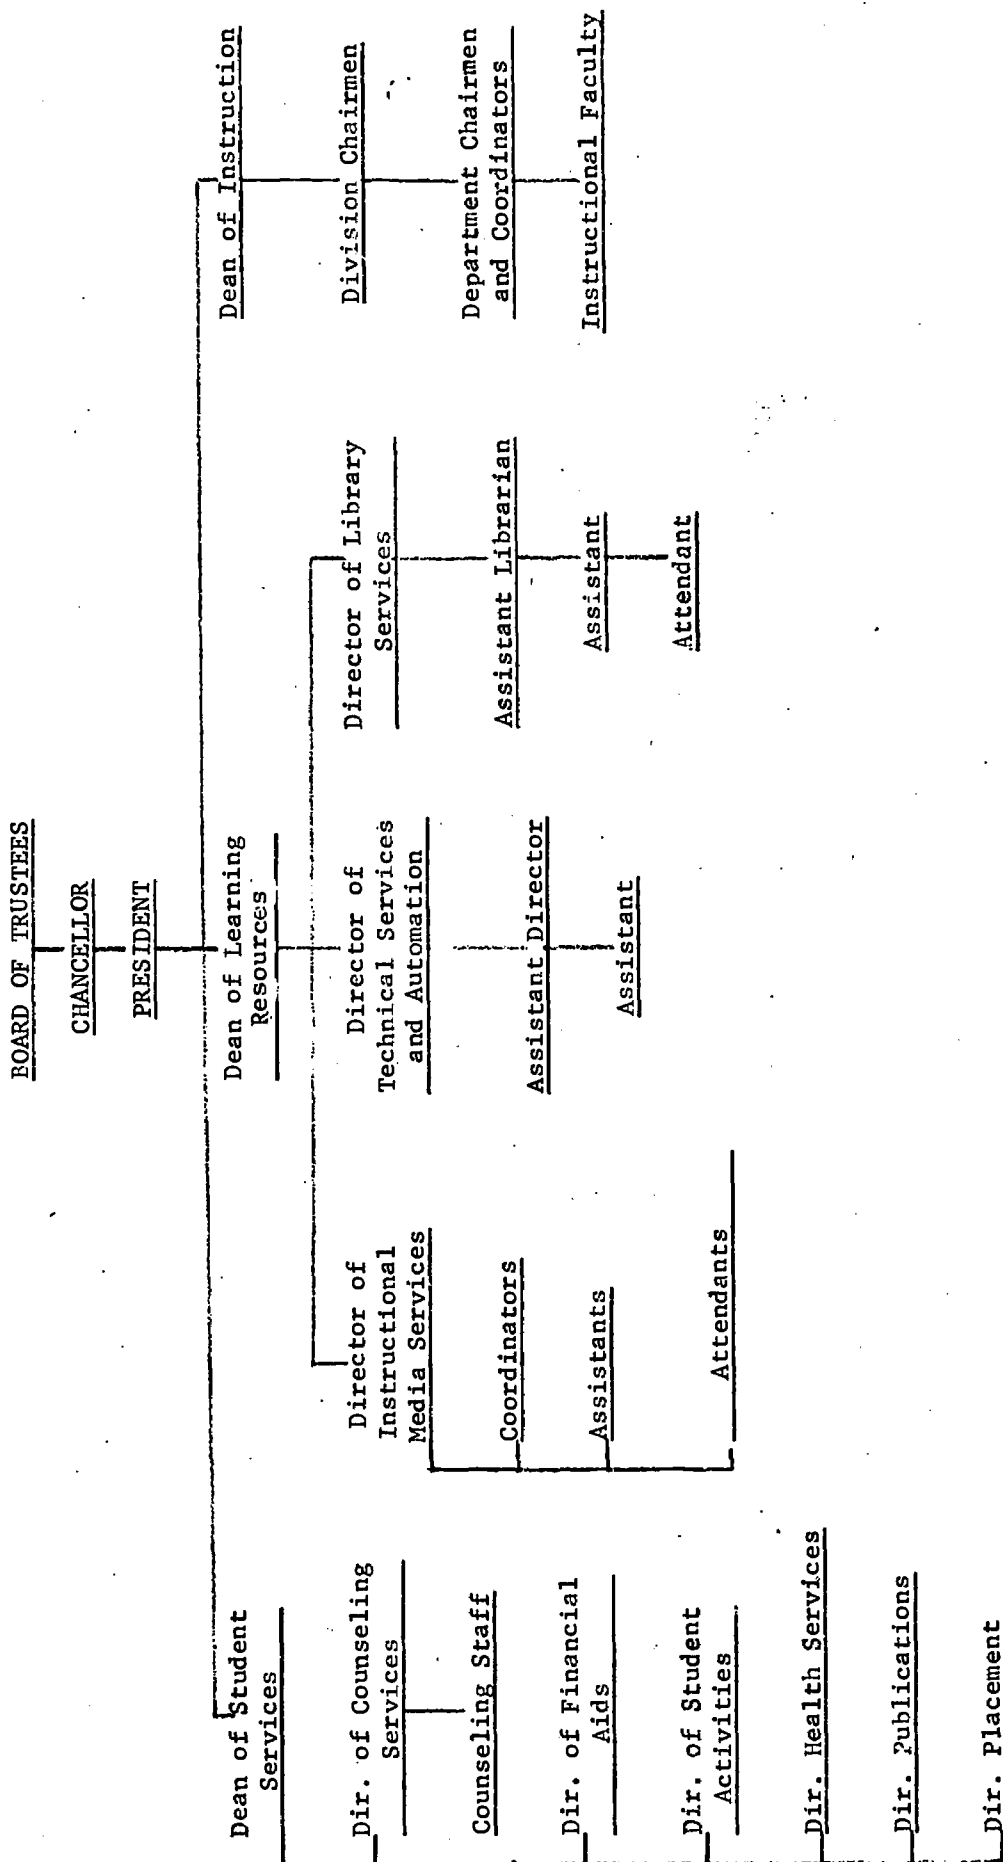 BOARD OF TRUSTEES
CHANCELLOR
PRESIDENT
Dean of Student
Services
Dir. of Counseling
Services
Counseling Staff
Dir. of Financial
Aids
Dir. of Student
Activities
Dir. Health Services
Dir. Publications
Dir. Placement
Dean of Learning
Resources
Director of
Instructional
Media Services
Coordinators
Assistants
Attendants
Director of
Technical Services
and Automation
Assistant Director
Assistant
Director of Library
Services
Assistant Librarian
Assistant
Attendant
Dean of Instruction
Division Chairmen
Department Chairmen
and Coordinators
Instructional Faculty